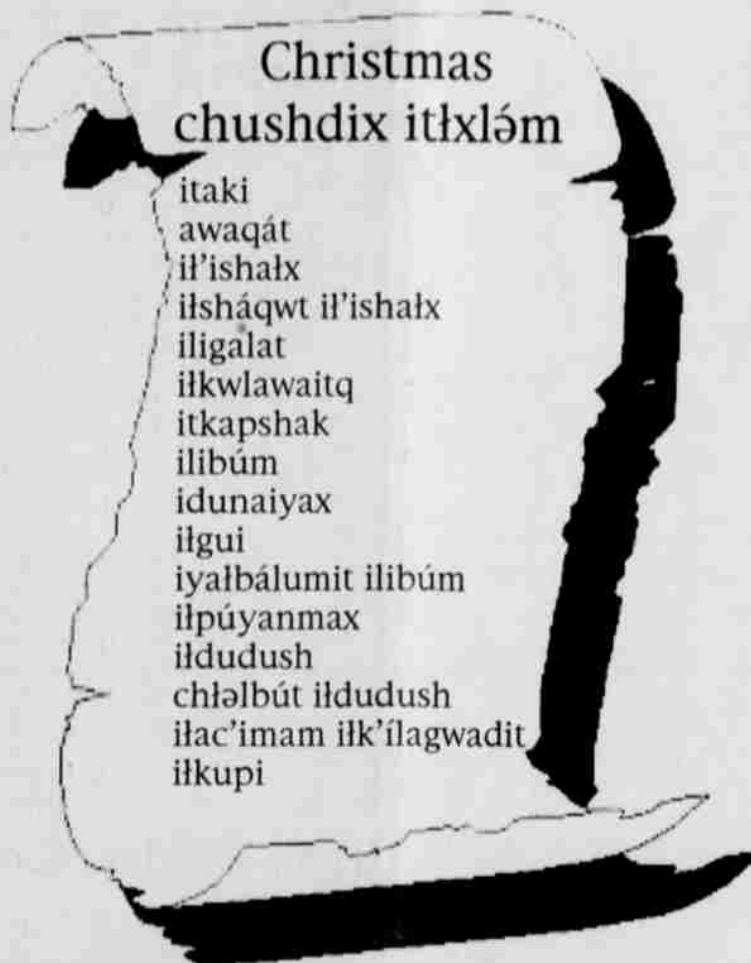 Christmas
chushdix itłxlə́m
itaki
awaqát
ił’ishałx
iłsháqwt ił’ishałx
iligalat
iłkwlawaitq
itkapshak
ilibúm
idunaiyax
iłgui
iyałbálumit ilibúm
iłpúyanmax
iłdudush
chłəlbút iłdudush
iłac’imam iłk’ílagwadit
iłkupi